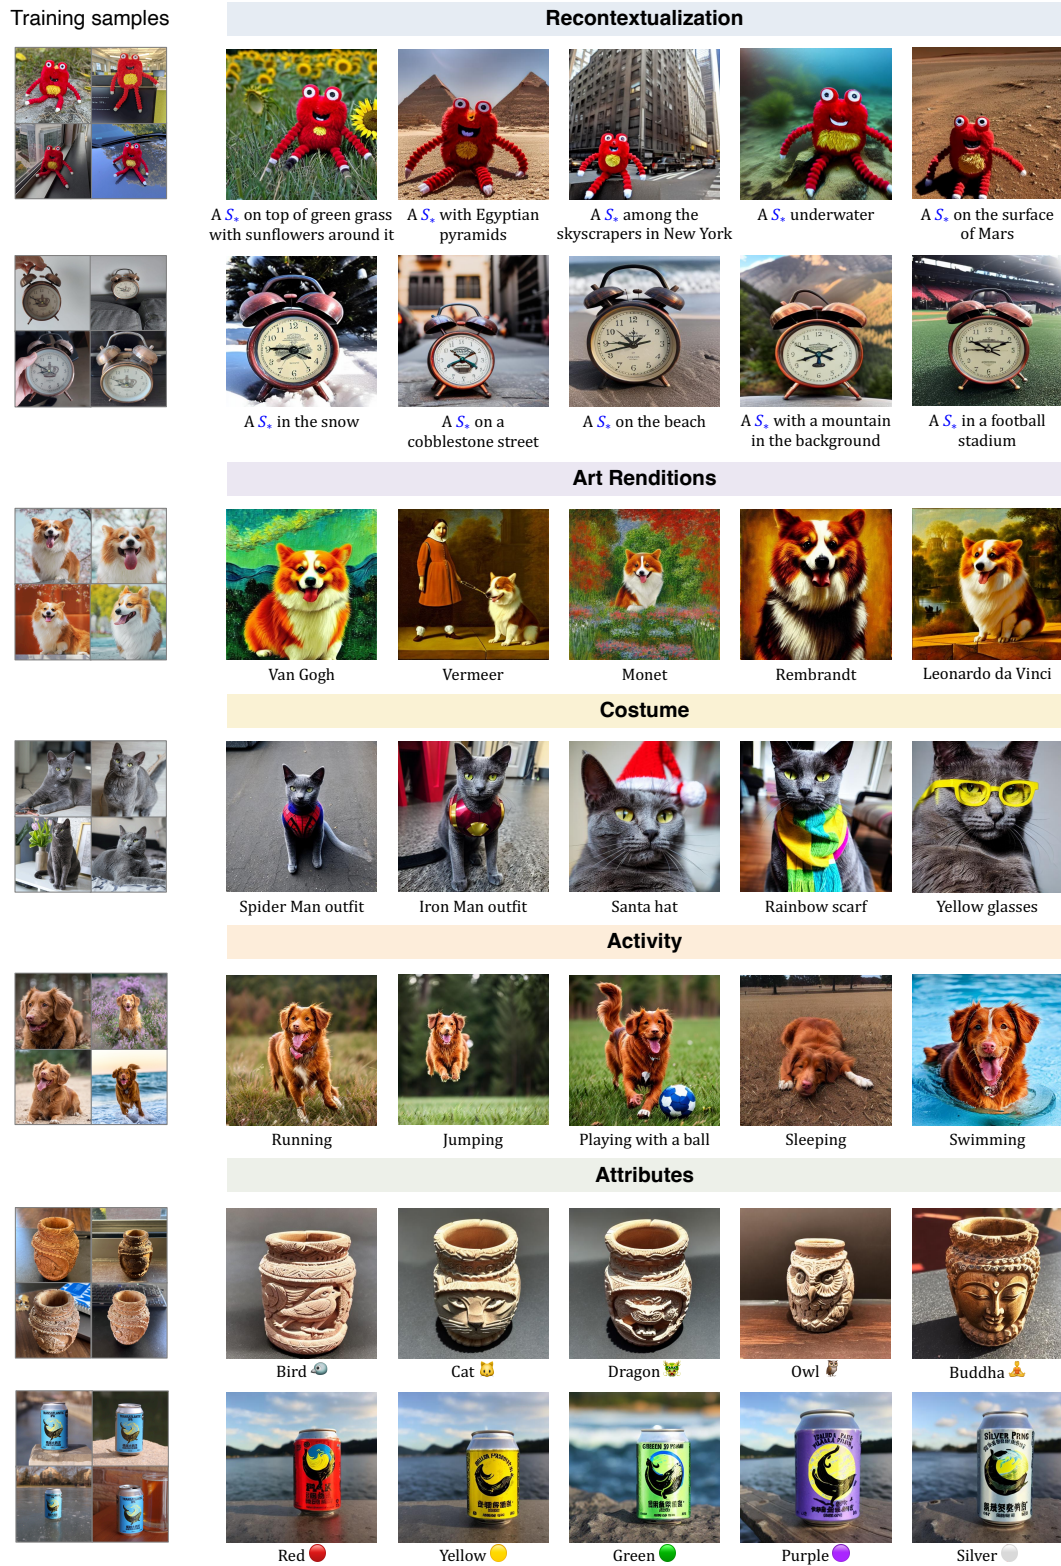 Training samples
Recontextualization
A S* on top of green grass
with sunflowers around it
A S* with Egyptian
pyramids
A S* among the
skyscrapers in New York
A S* underwater
A S* on the surface
of Mars
A S* in the snow
A S* on a
cobblestone street
A S* on the beach
A S* with a mountain
in the background
A S* in a football
stadium
Art Renditions
Van Gogh
Vermeer
Monet
Rembrandt
Leonardo da Vinci
Costume
Spider Man outfit
Iron Man outfit
Santa hat
Rainbow scarf
Yellow glasses
Activity
Running
Jumping
Playing with a ball
Sleeping
Swimming
Attributes
Bird
Cat
Dragon
Owl
Buddha
Red
Yellow
Green
Purple
Silver